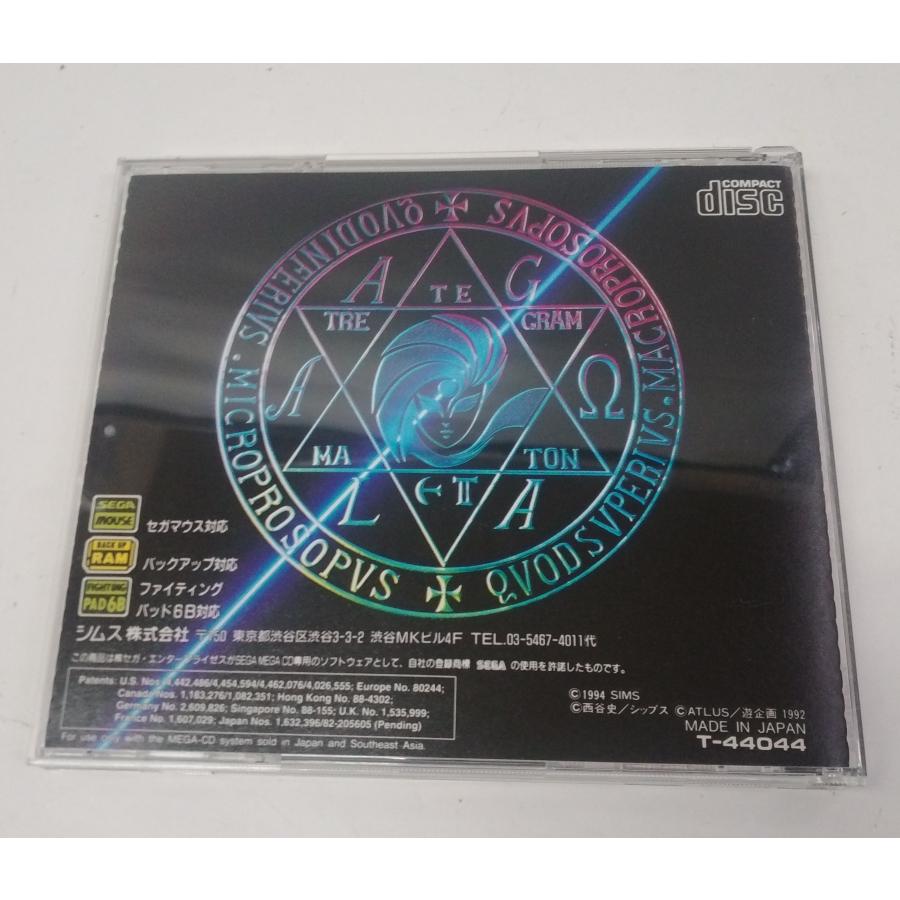 COMPACT
disc
QVOD INFERIVS . MICROPROSOPVS ✠ QVOD SVPERIVS . MACROPROSOPVS ✠
A TE G
TRE GRAM
A Ω
MA TON
L ETT A
SEGA
MOUSE
セガマウス対応
BACK UP
RAM
バックアップ対応
FIGHTING
PAD 6B
ファイティング
パッド6B対応
シムス株式会社 〒150 東京都渋谷区渋谷3-3-2 渋谷MKビル4F TEL.03-5467-4011代
この商品は㈱セガ・エンタープライゼスがSEGA MEGA CD専用のソフトウェアとして、自社の登録商標 SEGA の使用を許諾したものです。
Patents: U.S. Nos. 4,442,486/4,454,594/4,462,076/4,026,555; Europe No. 80244;
Canada Nos. 1,183,276/1,082,351; Hong Kong No. 88-4302;
Germany No. 2,609,826; Singapore No. 88-155; U.K. No. 1,535,999;
France No. 1,607,029; Japan Nos. 1,632,396/82-205605 (Pending)
For use only with the MEGA-CD system sold in Japan and Southeast Asia.
©1994 SIMS
©西谷史/シップス ©ATLUS/遊企画 1992
MADE IN JAPAN
T-44044